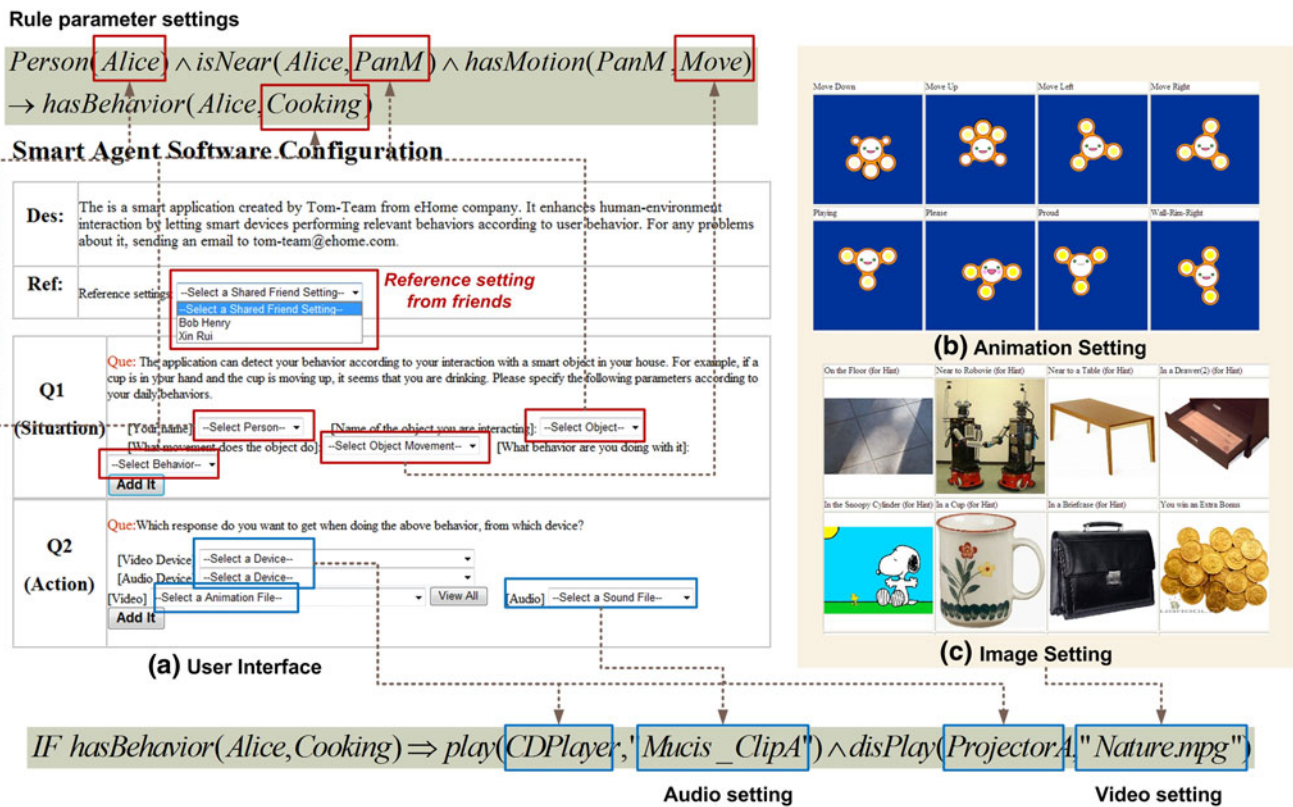 Rule parameter settings
Person(Alice) ∧ isNear(Alice, PanM) ∧ hasMotion(PanM, Move)
→ hasBehavior(Alice, Cooking)
Smart Agent Software Configuration
Des:
The is a smart application created by Tom-Team from eHome company. It enhances human-environment
interaction by letting smart devices performing relevant behaviors according to user behavior. For any problems
about it, sending an email to tom-team@ehome.com.
Ref:
Reference settings: --Select a Shared Friend Setting--
--Select a Shared Friend Setting--
Bob Henry
Xin Rui
Reference setting
from friends
Q1
(Situation)
Que: The application can detect your behavior according to your interaction with a smart object in your house. For example, if a
cup is in your hand and the cup is moving up, it seems that you are drinking. Please specify the following parameters according to
your daily behaviors.
[Your name] --Select Person-- [Name of the object you are interacting]: --Select Object--
[What movement does the object do]: --Select Object Movement-- [What behavior are you doing with it]:
--Select Behavior--
Add It
Q2
(Action)
Que:Which response do you want to get when doing the above behavior, from which device?
[Video Device --Select a Device--
[Audio Device --Select a Device--
[Video] --Select a Animation File-- View All [Audio] --Select a Sound File--
Add It
(a) User Interface
Move Down Move Up Move Left Move Right
Playing Please Proud Wall-Rim-Right
(b) Animation Setting
On the Floor (for Hint) Near to Robovie (for Hint) Near to a Table (for Hint) In a Drawer(2) (for Hint)
In the Snoopy Cylinder (for Hint) In a Cup (for Hint) In a Briefcase (for Hint) You win an Extra Bonus
(c) Image Setting
IF hasBehavior(Alice, Cooking) ⇒ play(CDPlayer, "Mucis _ ClipA") ∧ disPlay(ProjectorA, "Nature.mpg")
Audio setting
Video setting